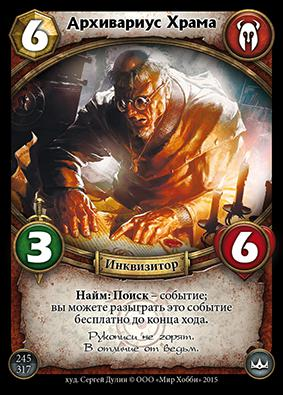 6
Архивариус Храма
3
6
Инквизитор
Найм: Поиск – событие;
вы можете разыграть это событие
бесплатно до конца хода.
Рукописи не горят.
В отличие от ведьм.
245
317
худ. Сергей Дулин © ООО «Мир Хобби» 2015